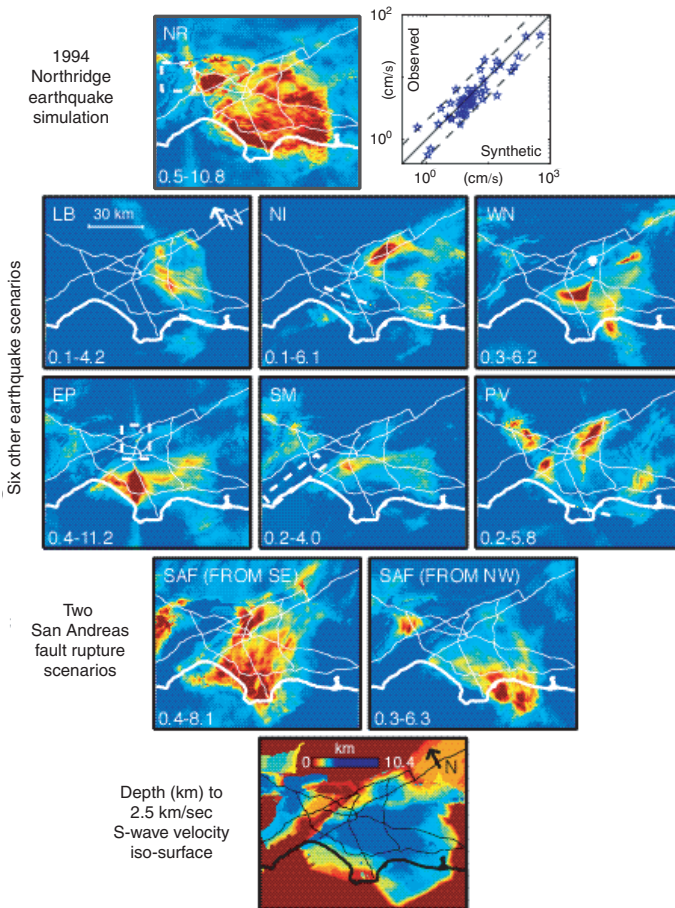 1994
Northridge
earthquake
simulation
NR
0.5-10.8
10²
Observed
(cm/s)
10⁰
Synthetic
10⁰
(cm/s)
10³
Six other earthquake scenarios
LB
30 km
N
0.1-4.2
NI
0.1-6.1
WN
0.3-6.2
EP
0.4-11.2
SM
0.2-4.0
PV
0.2-5.8
Two
San Andreas
fault rupture
scenarios
SAF (FROM SE)
0.4-8.1
SAF (FROM NW)
0.3-6.3
Depth (km) to
2.5 km/sec
S-wave velocity
iso-surface
km
0 10.4
N